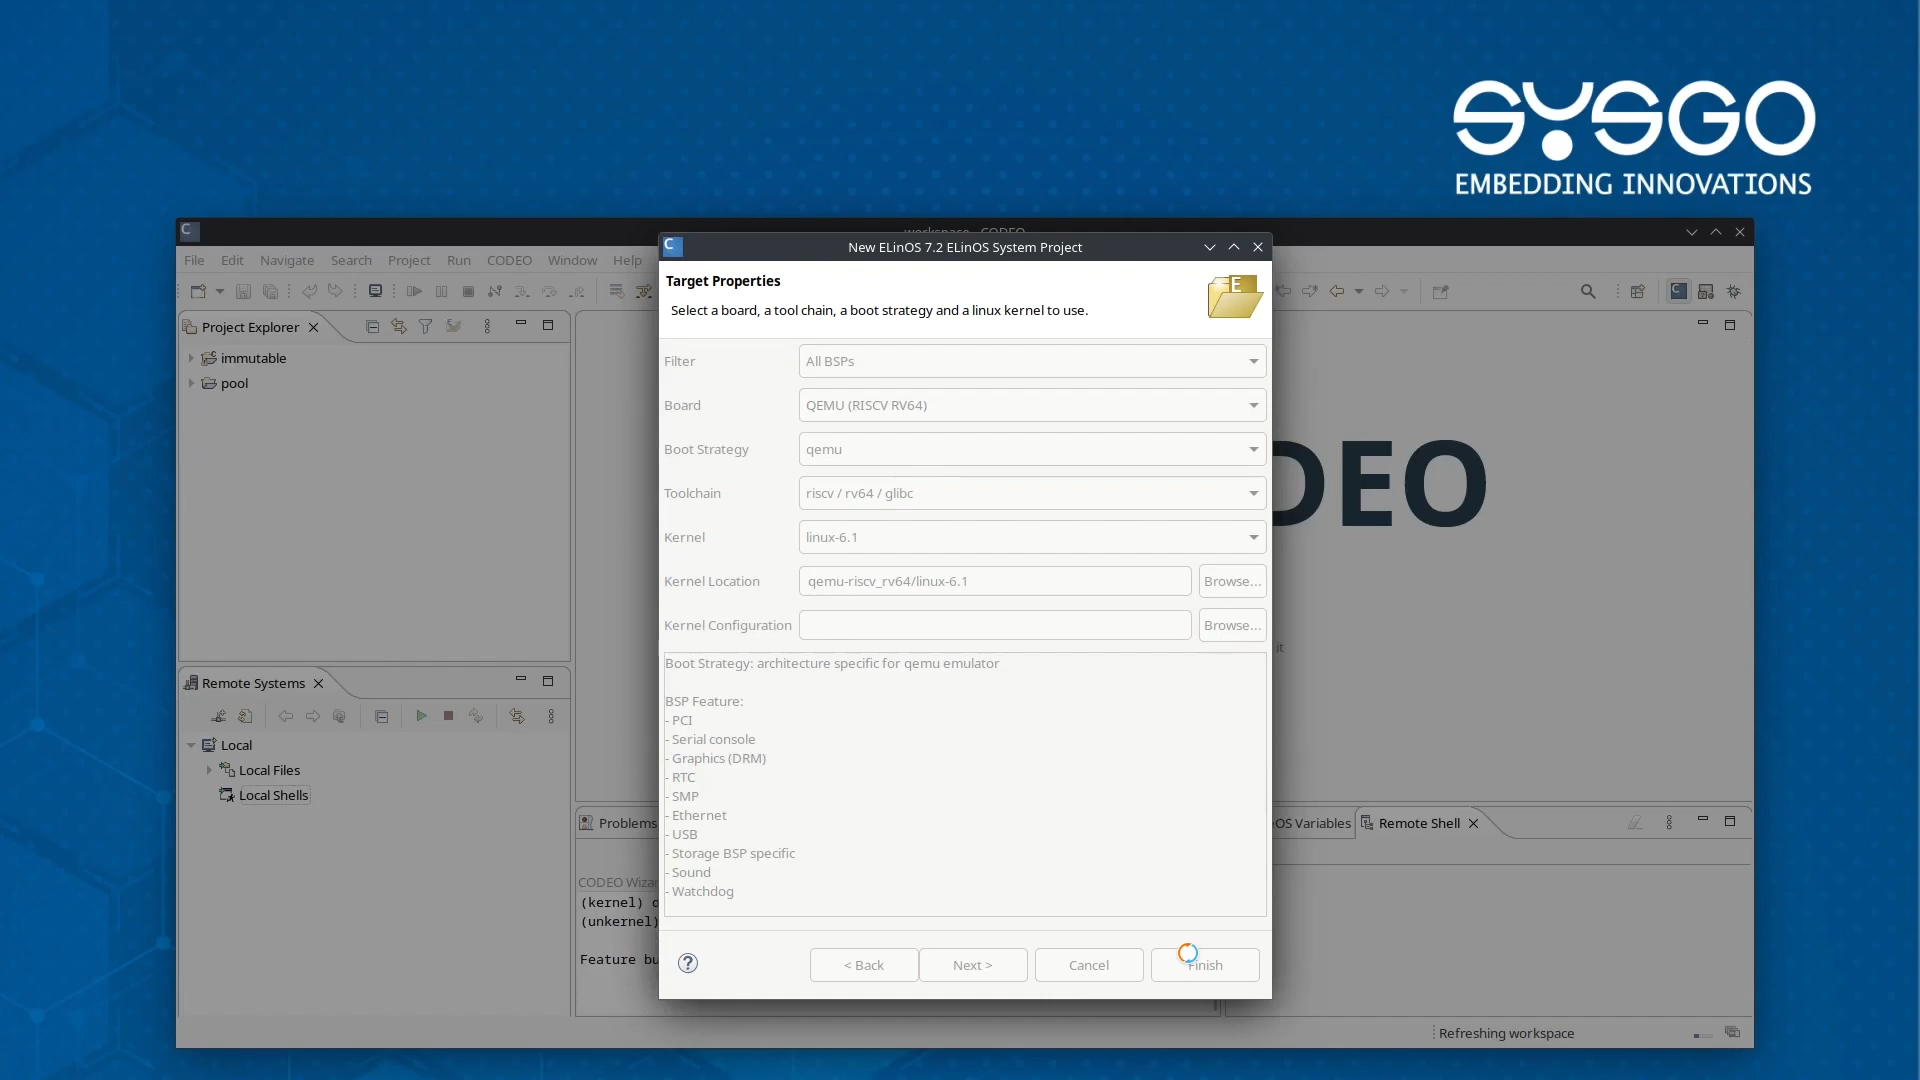 SYSGO
EMBEDDING INNOVATIONS
workspace - CODEO
New ELinOS 7.2 ELinOS System Project
File Edit Navigate Search Project Run CODEO Window Help
Target Properties
Select a board, a tool chain, a boot strategy and a linux kernel to use.
Project Explorer
immutable
pool
Filter All BSPs
Board QEMU (RISCV RV64)
Boot Strategy qemu
Toolchain riscv / rv64 / glibc
Kernel linux-6.1
Kernel Location qemu-riscv_rv64/linux-6.1 Browse...
Kernel Configuration Browse...
DEO
it
Boot Strategy: architecture specific for qemu emulator
BSP Feature:
- PCI
- Serial console
- Graphics (DRM)
- RTC
- SMP
- Ethernet
- USB
- Storage BSP specific
- Sound
- Watchdog
< Back Next > Cancel Finish
Remote Systems
Local
Local Files
Local Shells
Problems
OS Variables
Remote Shell
CODEO Wiza
(kernel) d
(unkernel)
Feature bu
Refreshing workspace